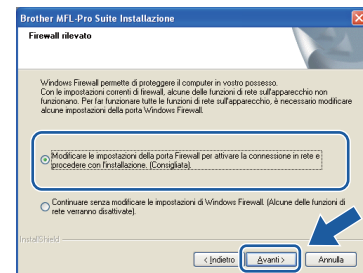 Brother MFL-Pro Suite Installazione
Firewall rilevato
Windows Firewall permette di proteggere il computer in vostro possesso.
Con le impostazioni correnti di firewall, alcune delle funzioni di rete sull'apparecchio non
funzionano. Per far funzionare tutte le funzioni di rete sull'apparecchio, è necessario modificare
alcune impostazioni della porta Windows Firewall.
Modificare le impostazioni della porta Firewall per attivare la connessione in rete e
procedere con l'installazione. (Consigliata).
Continuare senza modificare le impostazioni di Windows Firewall. (Alcune delle funzioni di
rete verranno disattivate).
InstallShield
< Indietro
Avanti >
Annulla